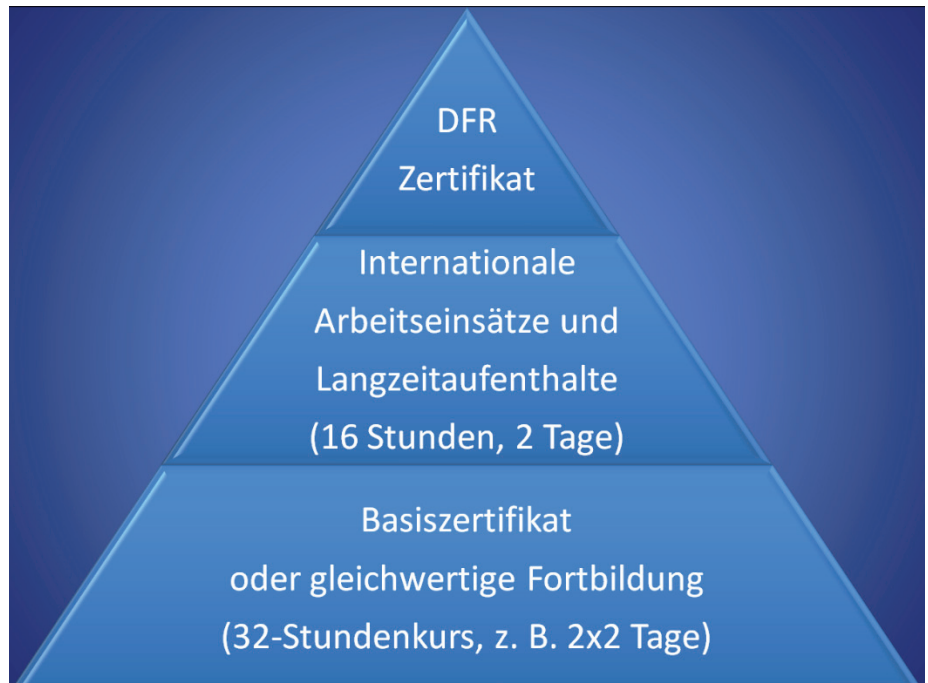 DFR
Zertifikat
Internationale
Arbeitseinsätze und
Langzeitaufenthalte
(16 Stunden, 2 Tage)
Basiszertifikat
oder gleichwertige Fortbildung
(32-Stundenkurs, z. B. 2x2 Tage)